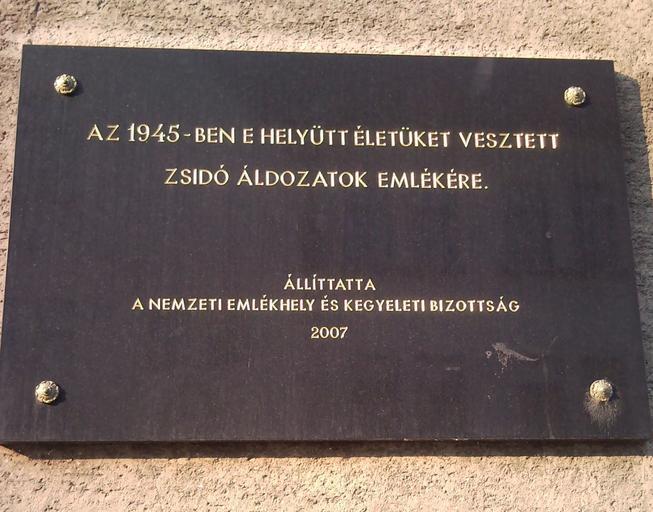 AZ 1945-BEN E HELYÜTT ÉLETÜKET VESZTETT
ZSIDÓ ÁLDOZATOK EMLÉKÉRE.
ÁLLÍTTATTA
A NEMZETI EMLÉKHELY ÉS KEGYELETI BIZOTTSÁG
2007